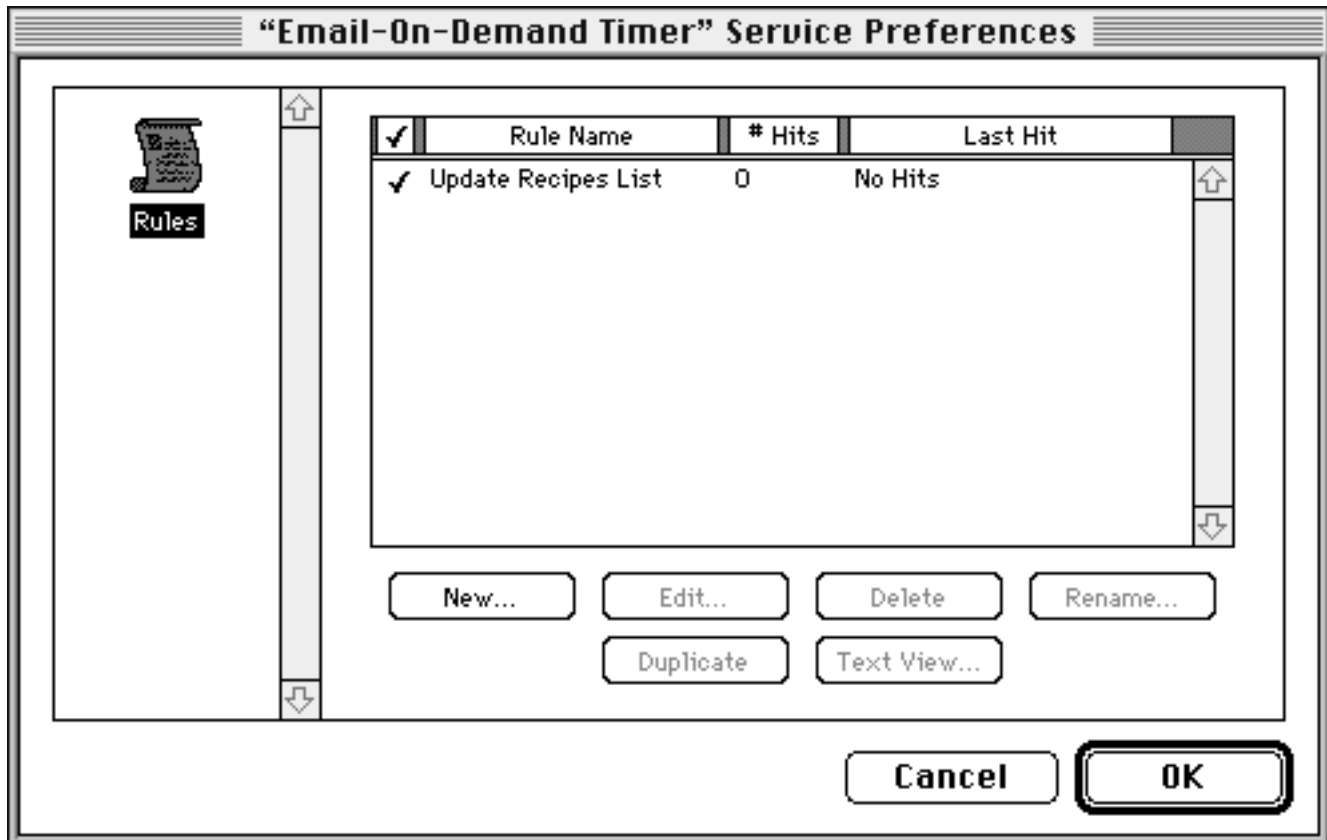 “Email-On-Demand Timer” Service Preferences
Rules
✓ Rule Name # Hits Last Hit
✓ Update Recipes List 0 No Hits
New... Edit... Delete Rename...
Duplicate Text View...
Cancel OK